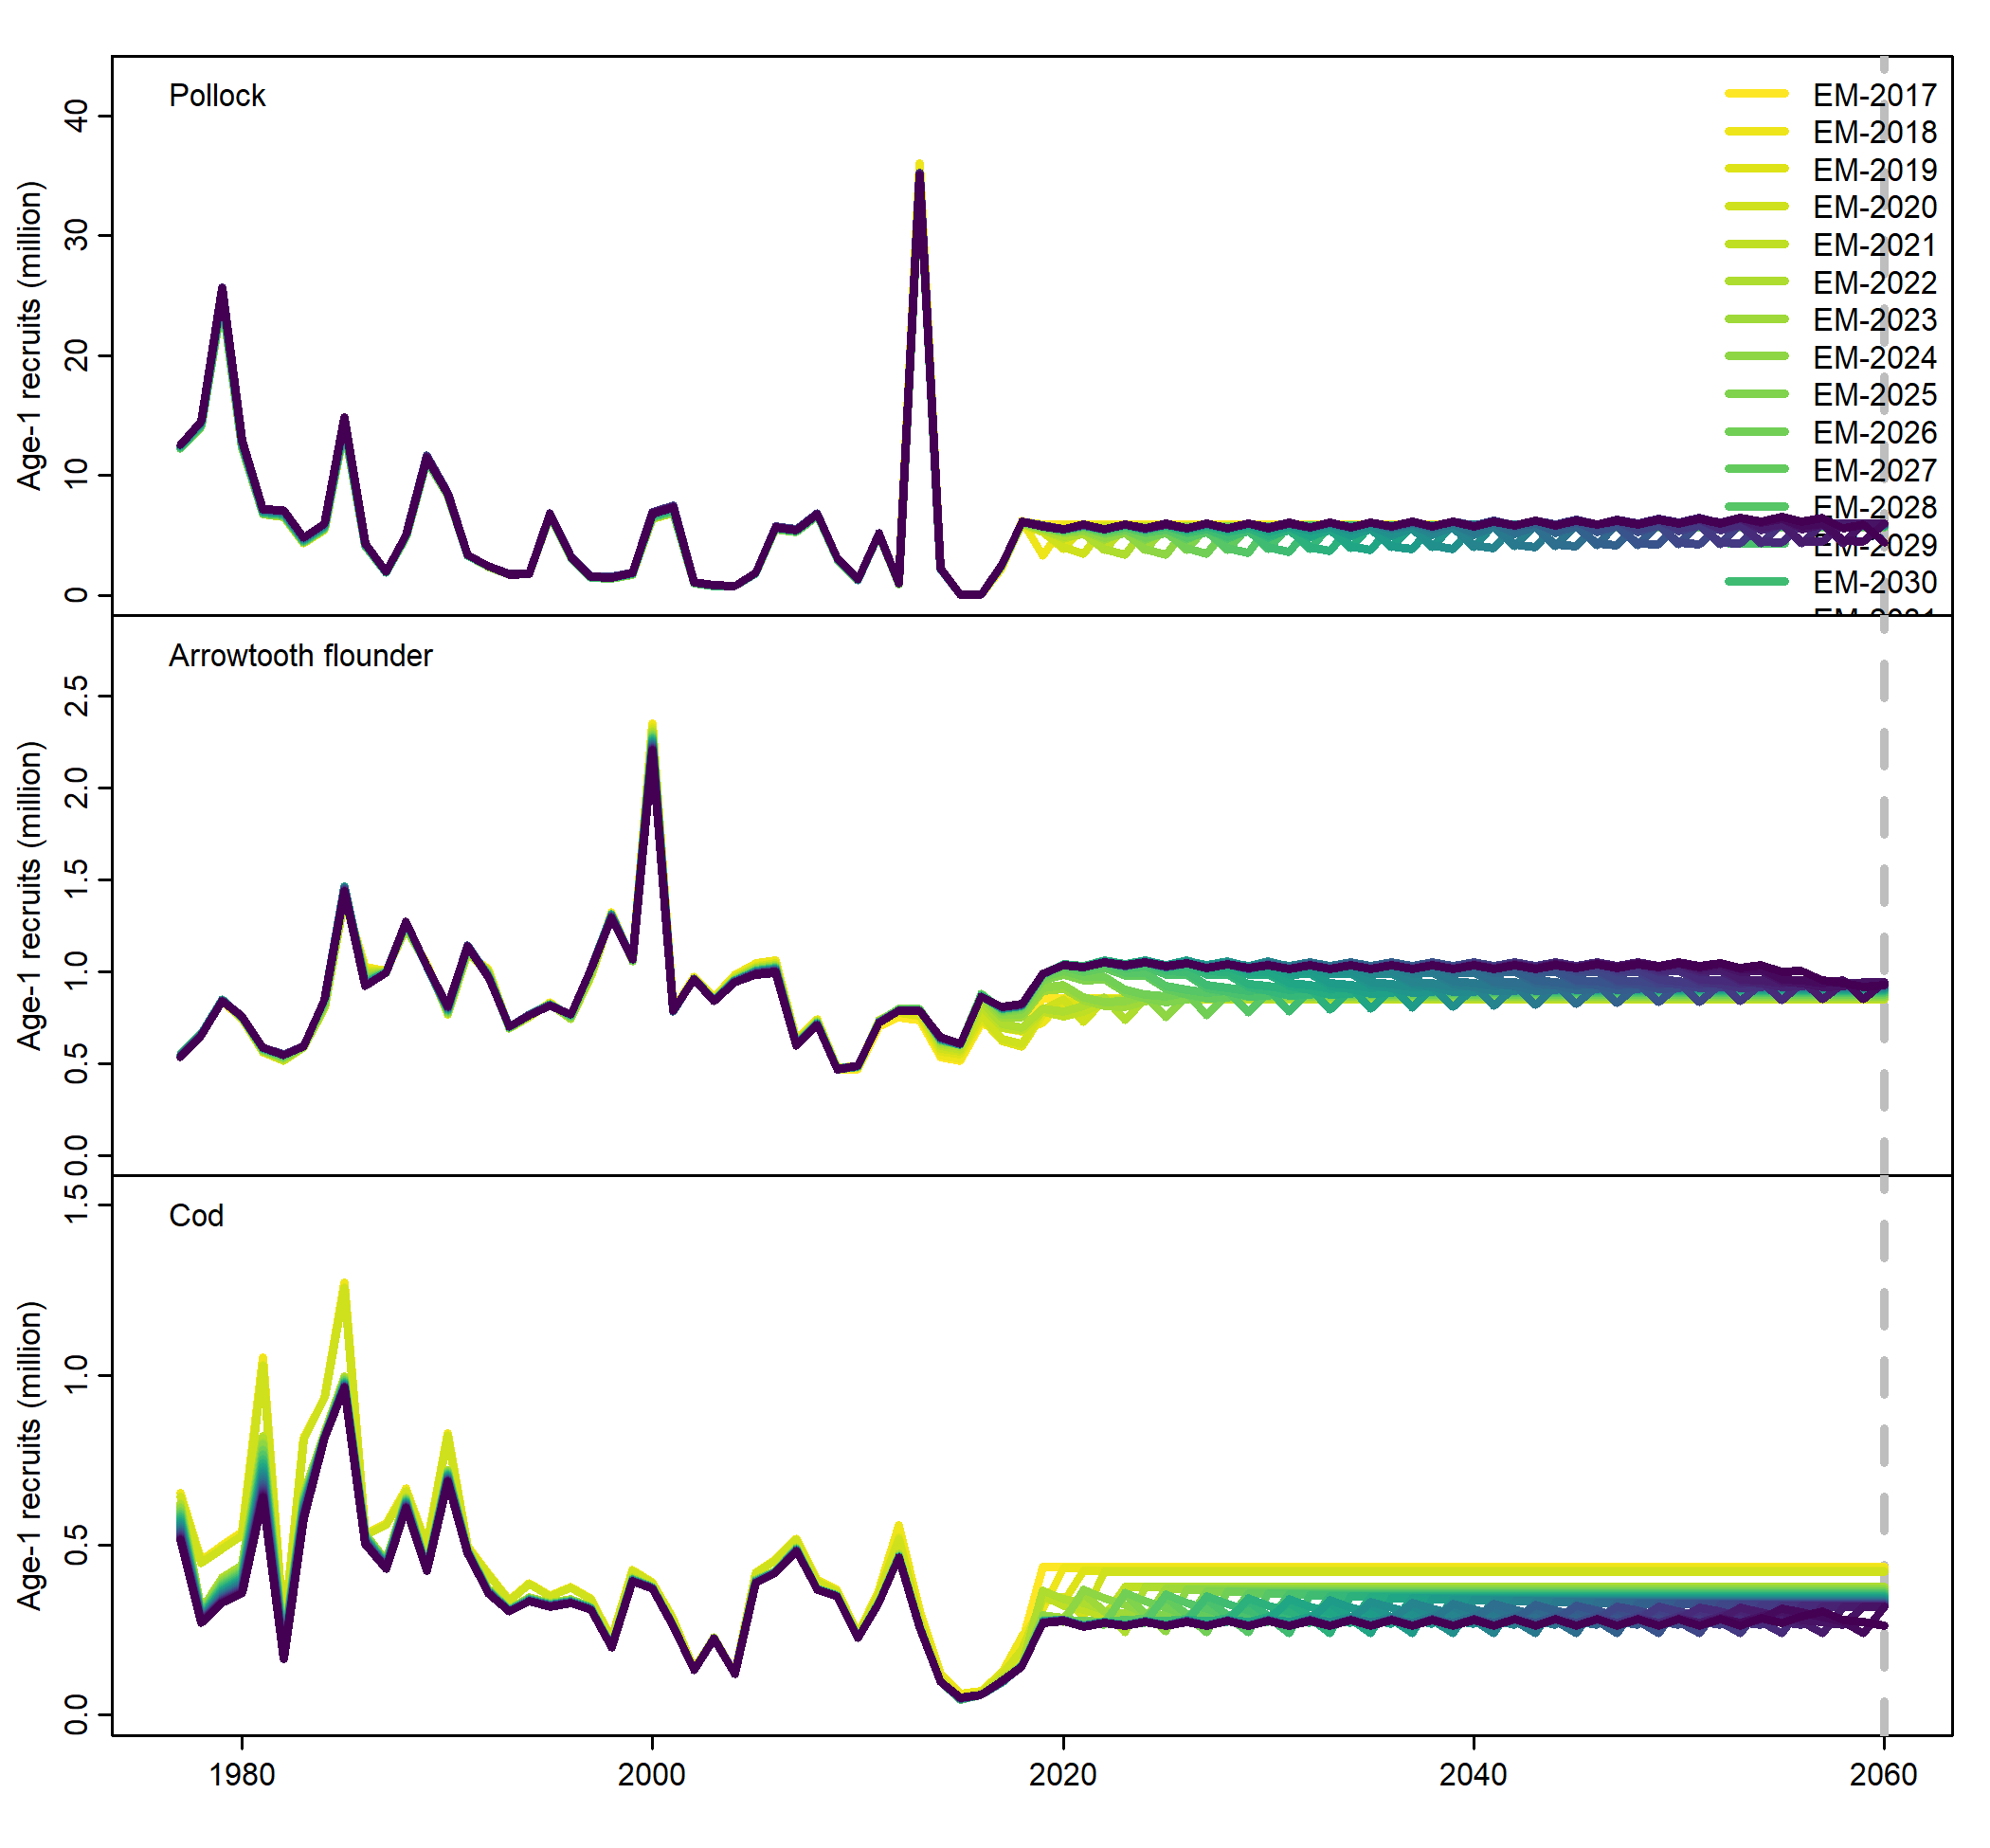 Pollock
EM-2017
EM-2018
EM-2019
EM-2020
EM-2021
EM-2022
EM-2023
EM-2024
EM-2025
EM-2026
EM-2027
EM-2028
EM-2029
EM-2030
Age-1 recruits (million)
40
30
20
10
0
Arrowtooth flounder
Age-1 recruits (million)
2.5
2.0
1.5
1.0
0.5
0.0
Cod
Age-1 recruits (million)
1.5
1.0
0.5
0.0
1980 2000 2020 2040 2060